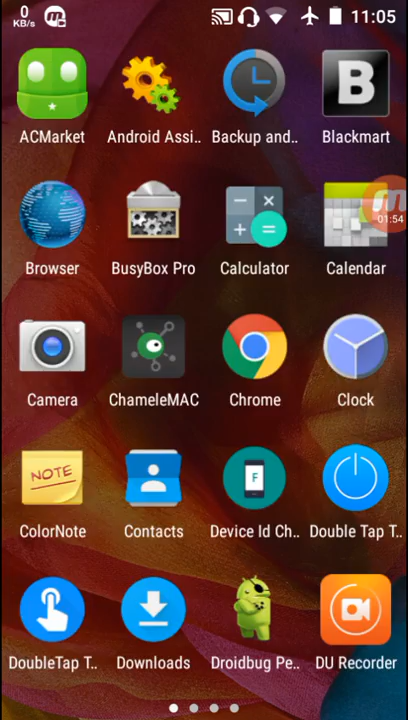 0
KB/s
11:05
ACMarket Android Assi.. Backup and.. Blackmart
B
01:54
Browser BusyBox Pro Calculator Calendar
Camera ChameleMAC Chrome Clock
NOTE
F
ColorNote Contacts Device Id Ch.. Double Tap T..
DoubleTap T.. Downloads Droidbug Pe.. DU Recorder